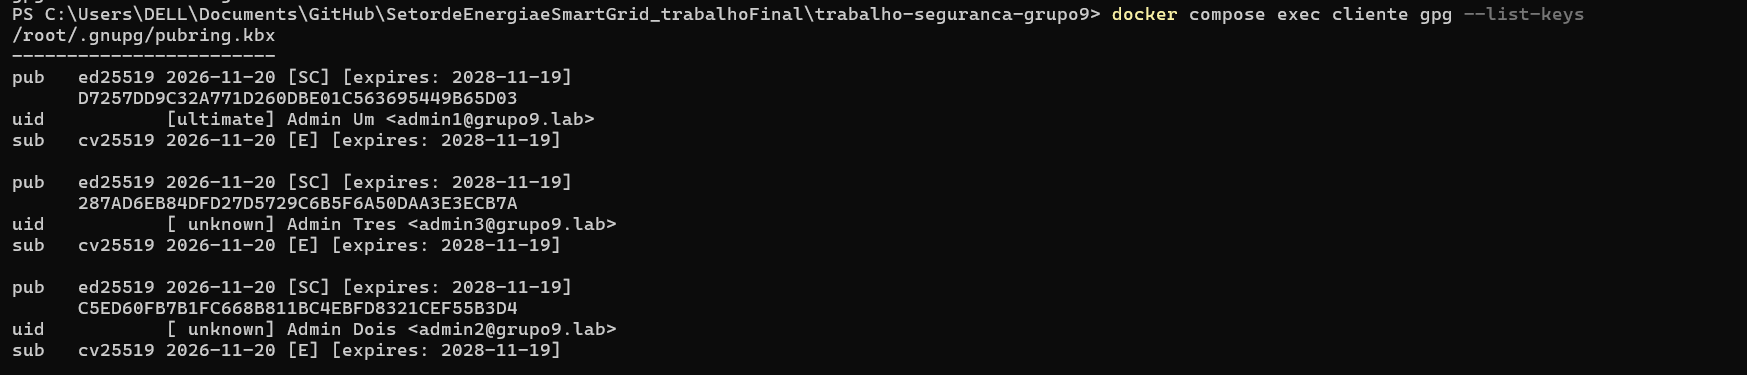 PS C:\Users\DELL\Documents\GitHub\SetordeEnergiaeSmartGrid_trabalhoFinal\trabalho-seguranca-grupo9> docker compose exec cliente gpg --list-keys
/root/.gnupg/pubring.kbx
------------------------
pub   ed25519 2026-11-20 [SC] [expires: 2028-11-19]
      D7257DD9C32A771D260DBE01C563695449B65D03
uid           [ultimate] Admin Um <admin1@grupo9.lab>
sub   cv25519 2026-11-20 [E] [expires: 2028-11-19]

pub   ed25519 2026-11-20 [SC] [expires: 2028-11-19]
      287AD6EB84DFD27D5729C6B5F6A50DAA3E3ECB7A
uid           [ unknown] Admin Tres <admin3@grupo9.lab>
sub   cv25519 2026-11-20 [E] [expires: 2028-11-19]

pub   ed25519 2026-11-20 [SC] [expires: 2028-11-19]
      C5ED60FB7B1FC668B811BC4EBFD8321CEF55B3D4
uid           [ unknown] Admin Dois <admin2@grupo9.lab>
sub   cv25519 2026-11-20 [E] [expires: 2028-11-19]